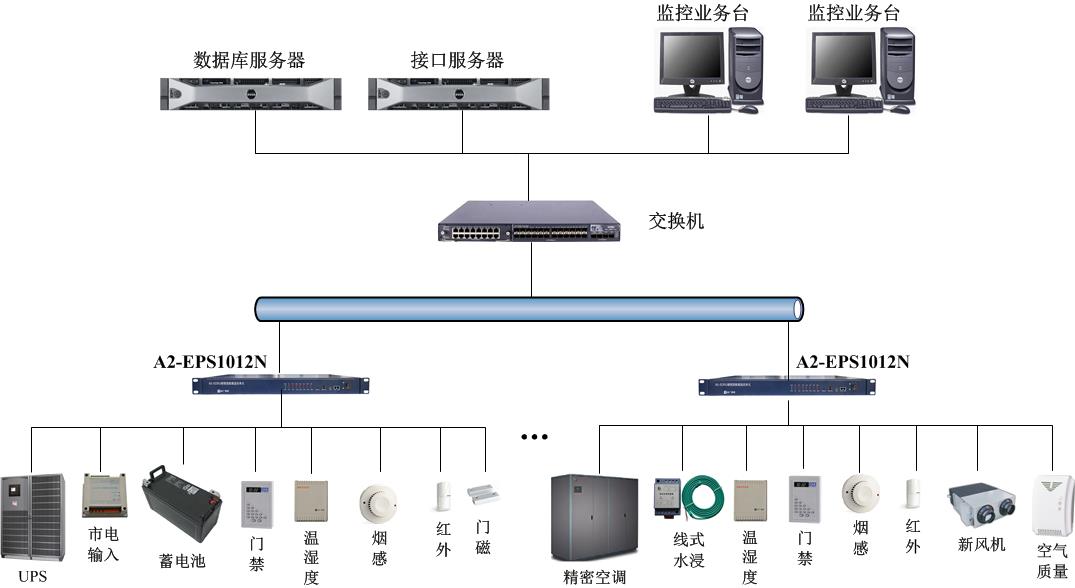 监控业务台
监控业务台
数据库服务器
接口服务器
交换机
A2-EPS1012N
A2-EPS1012N
...
UPS
市电
输入
蓄电池
门
禁
温
湿
度
烟
感
红
外
门
磁
精密空调
线式
水浸
温
湿
度
门
禁
烟
感
红
外
新风机
空气
质量